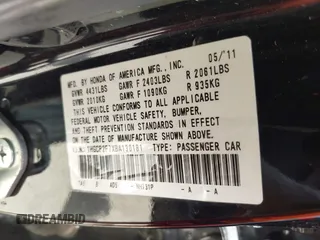 MFD. BY HONDA OF AMERICA MFG., INC. 05/'11
GVWR 4431LBS GAWR F 2403LBS R 2061LBS
GVWR 2010KG GAWR F 1090KG R 935KG
THIS VEHICLE CONFORMS TO ALL APPLICABLE
FEDERAL MOTOR VEHICLE SAFETY, BUMPER,
AND THEFT PREVENTION STANDARDS IN EFFECT
ON THE DATE OF MANUFACTURE SHOWN ABOVE.
TYPE: PASSENGER CAR
A A
DREAMBID